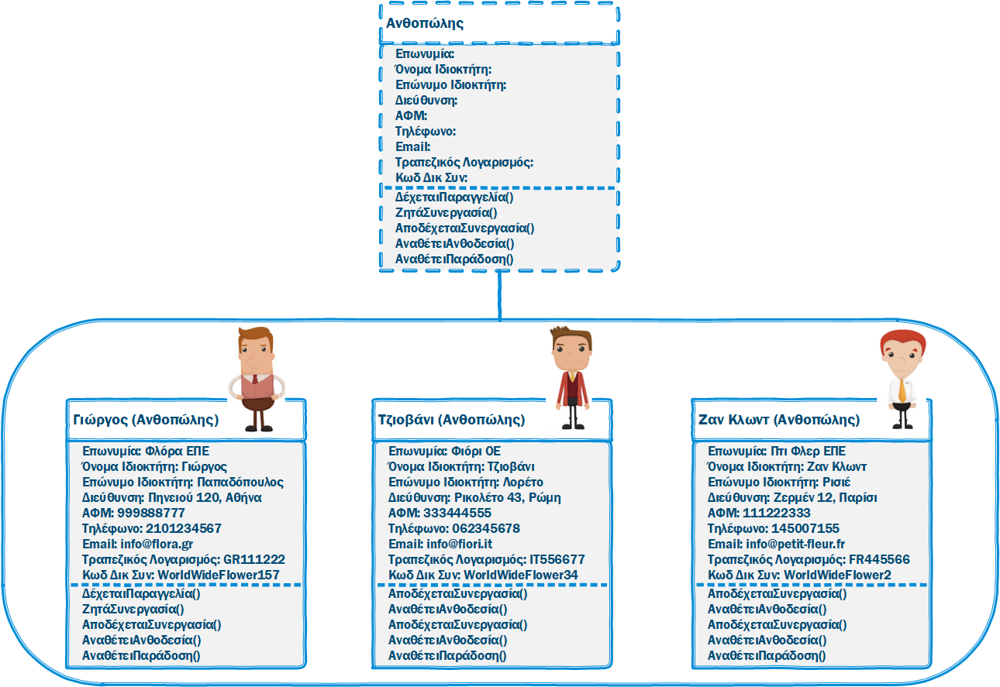 Ανθοπώλης
Επωνυμία:
Όνομα Ιδιοκτήτη:
Επώνυμο Ιδιοκτήτη:
Διεύθυνση:
ΑΦΜ:
Τηλέφωνο:
Email:
Τραπεζικός Λογαρισμός:
Κωδ Δικ Συν:
ΔέχεταιΠαραγγελία()
ΖητάΣυνεργασία()
ΑποδέχεταιΣυνεργασία()
ΑναθέτειΑνθοδεσία()
ΑναθέτειΠαράδοση()
Γιώργος (Ανθοπώλης)
Επωνυμία: Φλόρα ΕΠΕ
Όνομα Ιδιοκτήτη: Γιώργος
Επώνυμο Ιδιοκτήτη: Παπαδόπουλος
Διεύθυνση: Πηνειού 120, Αθήνα
ΑΦΜ: 999888777
Τηλέφωνο: 2101234567
Email: info@flora.gr
Τραπεζικός Λογαρισμός: GR111222
Κωδ Δικ Συν: WorldWideFlower157
ΔέχεταιΠαραγγελία()
ΖητάΣυνεργασία()
ΑποδέχεταιΣυνεργασία()
ΑναθέτειΑνθοδεσία()
ΑναθέτειΠαράδοση()
Τζιοβάνι (Ανθοπώλης)
Επωνυμία: Φιόρι ΟΕ
Όνομα Ιδιοκτήτη: Τζιοβάνι
Επώνυμο Ιδιοκτήτη: Λορέτο
Διεύθυνση: Ρικολέτο 43, Ρώμη
ΑΦΜ: 333444555
Τηλέφωνο: 062345678
Email: info@fiori.it
Τραπεζικός Λογαρισμός: IT556677
Κωδ Δικ Συν: WorldWideFlower34
ΑποδέχεταιΣυνεργασία()
ΑναθέτειΑνθοδεσία()
ΑποδέχεταιΣυνεργασία()
ΑναθέτειΑνθοδεσία()
ΑναθέτειΠαράδοση()
Ζαν Κλωντ (Ανθοπώλης)
Επωνυμία: Πτι Φλερ ΕΠΕ
Όνομα Ιδιοκτήτη: Ζαν Κλωντ
Επώνυμο Ιδιοκτήτη: Ρισιέ
Διεύθυνση: Ζερμέν 12, Παρίσι
ΑΦΜ: 111222333
Τηλέφωνο: 145007155
Email: info@petit-fleur.fr
Τραπεζικός Λογαρισμός: FR445566
Κωδ Δικ Συν: WorldWideFlower2
ΑποδέχεταιΣυνεργασία()
ΑναθέτειΑνθοδεσία()
ΑποδέχεταιΣυνεργασία()
ΑναθέτειΑνθοδεσία()
ΑναθέτειΠαράδοση()